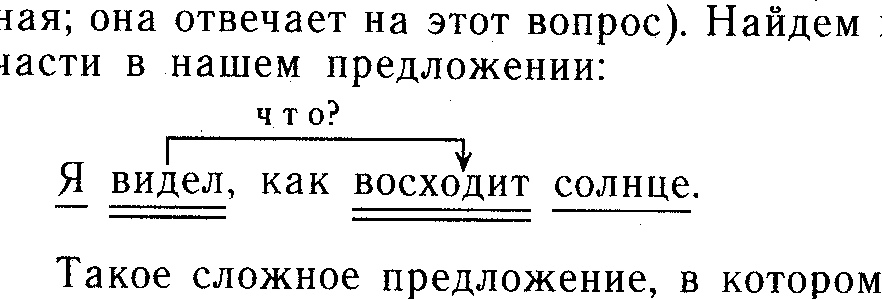 ная; она отвечает на этот вопрос). Найдем
части в нашем предложении:
что?
Я видел, как восходит солнце.
Такое сложное предложение, в котором